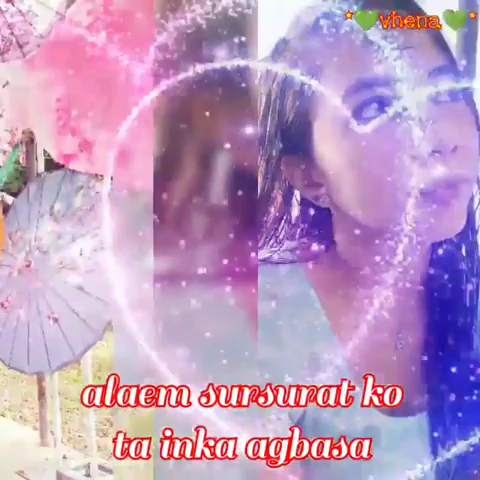 *💚vhena💚*
alaem sursurat ko
ta inka agbasa